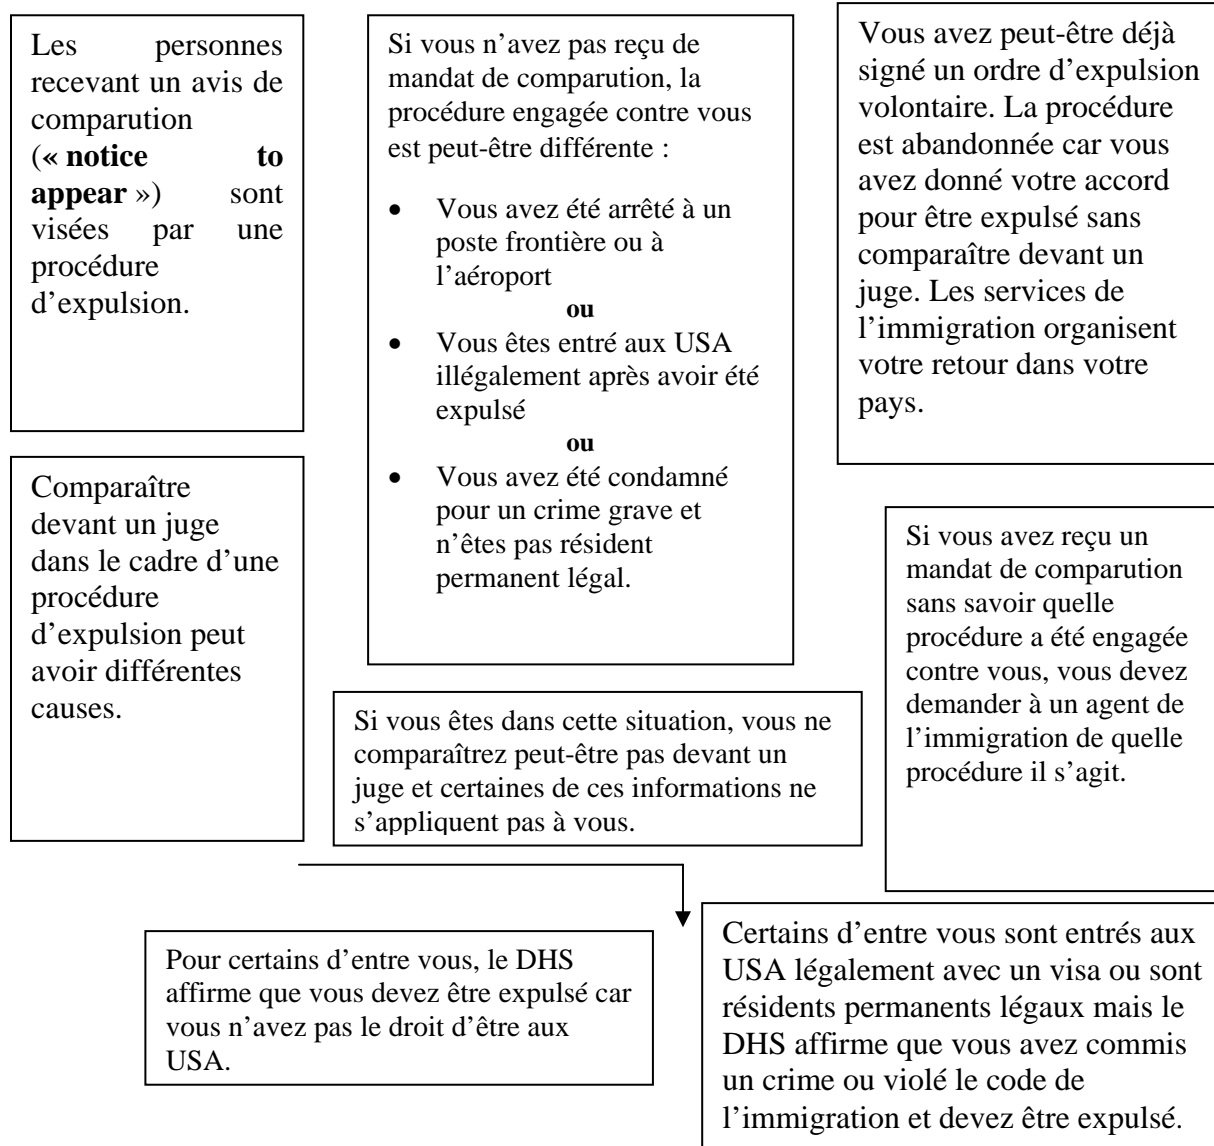 Les personnes
recevant un avis de
comparution
(« notice to
appear ») sont
visées par une
procédure
d’expulsion.
Si vous n’avez pas reçu de
mandat de comparution, la
procédure engagée contre vous
est peut-être différente :
• Vous avez été arrêté à un
poste frontière ou à
l’aéroport
ou
• Vous êtes entré aux USA
illégalement après avoir été
expulsé
ou
• Vous avez été condamné
pour un crime grave et
n’êtes pas résident
permanent légal.
Vous avez peut-être déjà
signé un ordre d’expulsion
volontaire. La procédure
est abandonnée car vous
avez donné votre accord
pour être expulsé sans
comparaître devant un
juge. Les services de
l’immigration organisent
votre retour dans votre
pays.
Comparaître
devant un juge
dans le cadre d’une
procédure
d’expulsion peut
avoir différentes
causes.
Si vous avez reçu un
mandat de comparution
sans savoir quelle
procédure a été engagée
contre vous, vous devez
demander à un agent de
l’immigration de quelle
procédure il s’agit.
Si vous êtes dans cette situation, vous ne
comparaîtrez peut-être pas devant un
juge et certaines de ces informations ne
s’appliquent pas à vous.
Pour certains d’entre vous, le DHS
affirme que vous devez être expulsé car
vous n’avez pas le droit d’être aux
USA.
Certains d’entre vous sont entrés aux
USA légalement avec un visa ou sont
résidents permanents légaux mais le
DHS affirme que vous avez commis
un crime ou violé le code de
l’immigration et devez être expulsé.